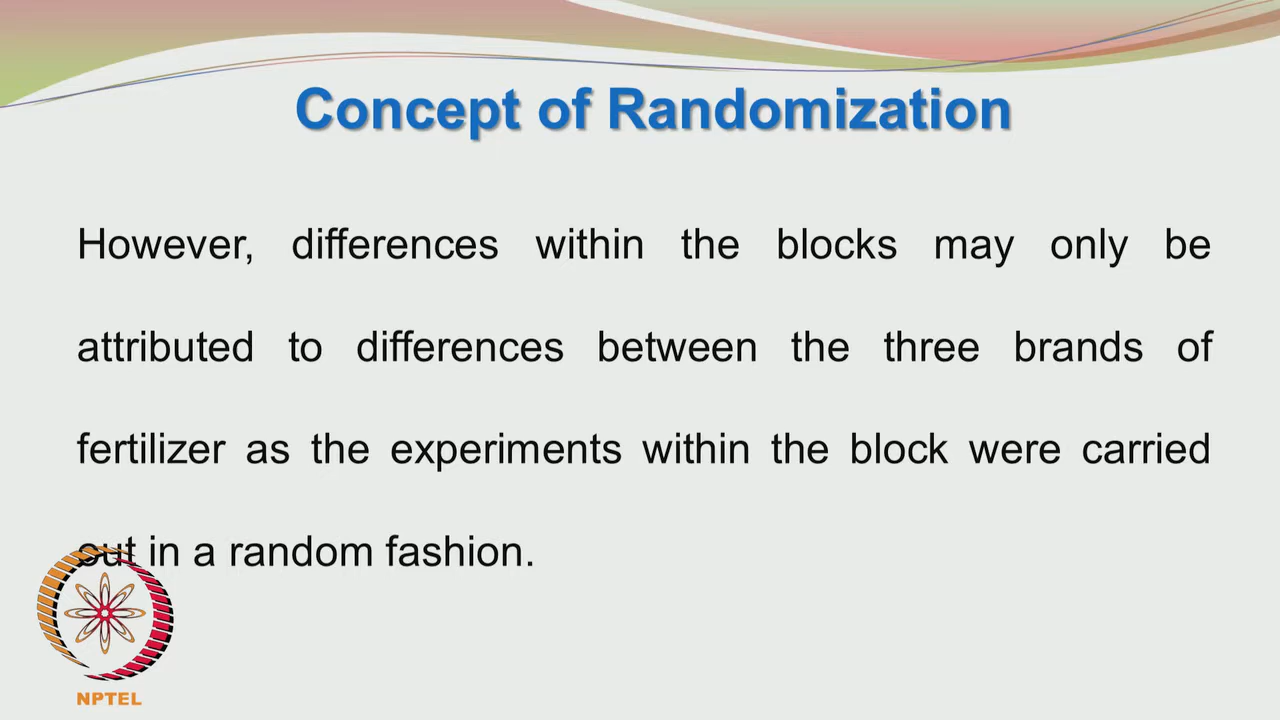 Concept of Randomization
However, differences within the blocks may only be
attributed to differences between the three brands of
fertilizer as the experiments within the block were carried
out in a random fashion.
NPTEL